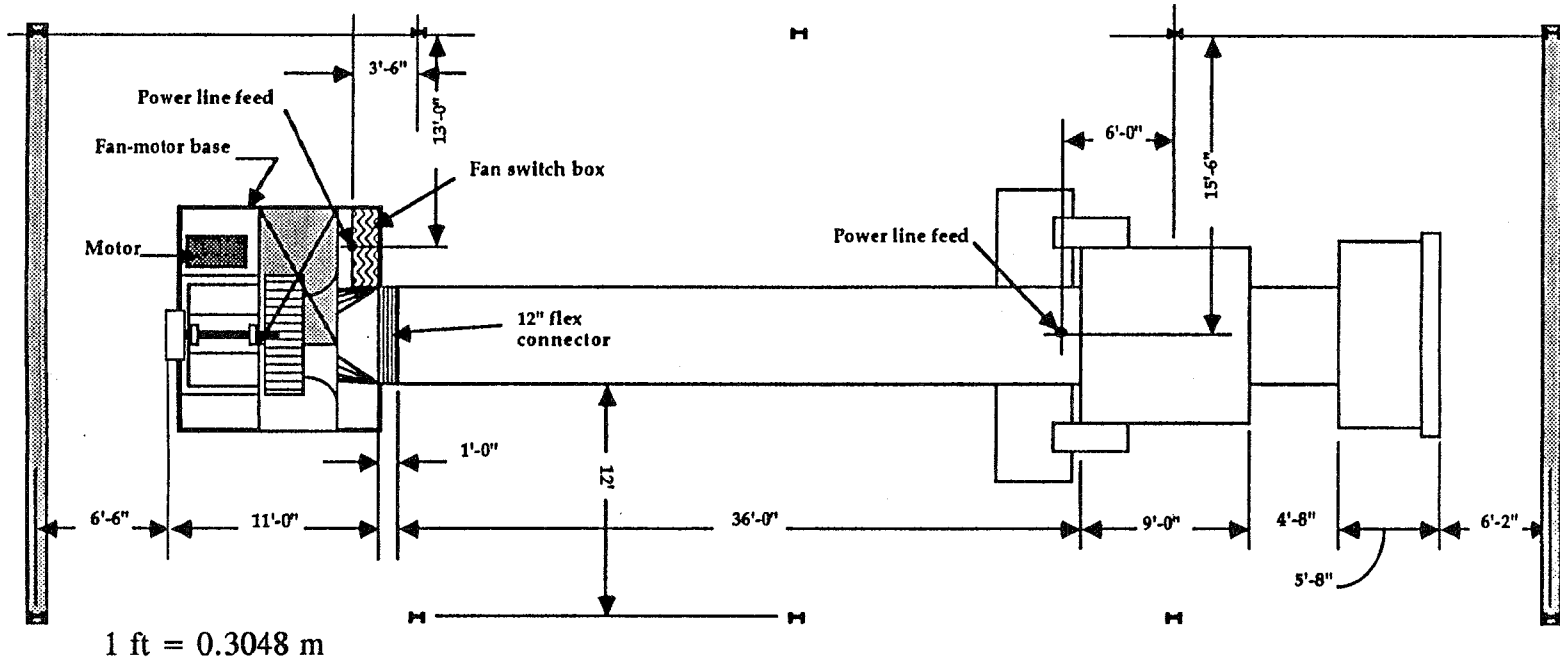 3'-6"
Power line feed
13'-0"
Fan-motor base
6'-0"
15'-6"
Fan switch box
Motor
Power line feed
12" flex
connector
1'-0"
12'
6'-6"
11'-0"
36'-0"
9'-0"
4'-8"
6'-2"
5'-8"
1 ft = 0.3048 m